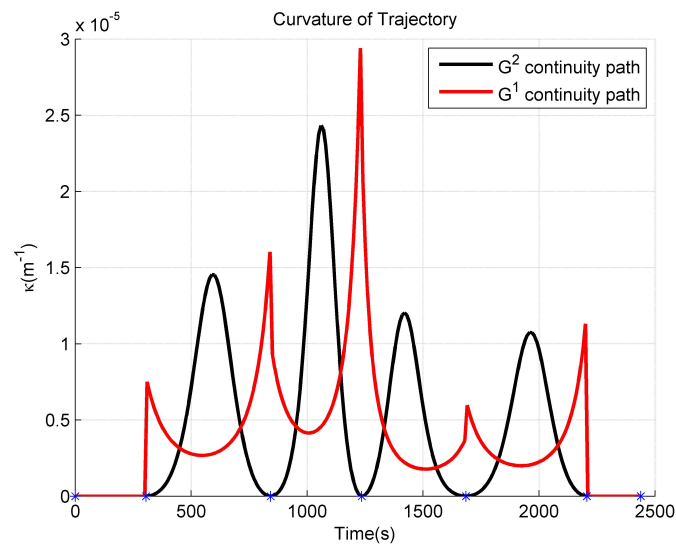 Curvature of Trajectory
x 10^-5
3
2.5
2
1.5
1
0.5
0
κ(m^-1)
G^2 continuity path
G^1 continuity path
0 500 1000 1500 2000 2500
Time(s)